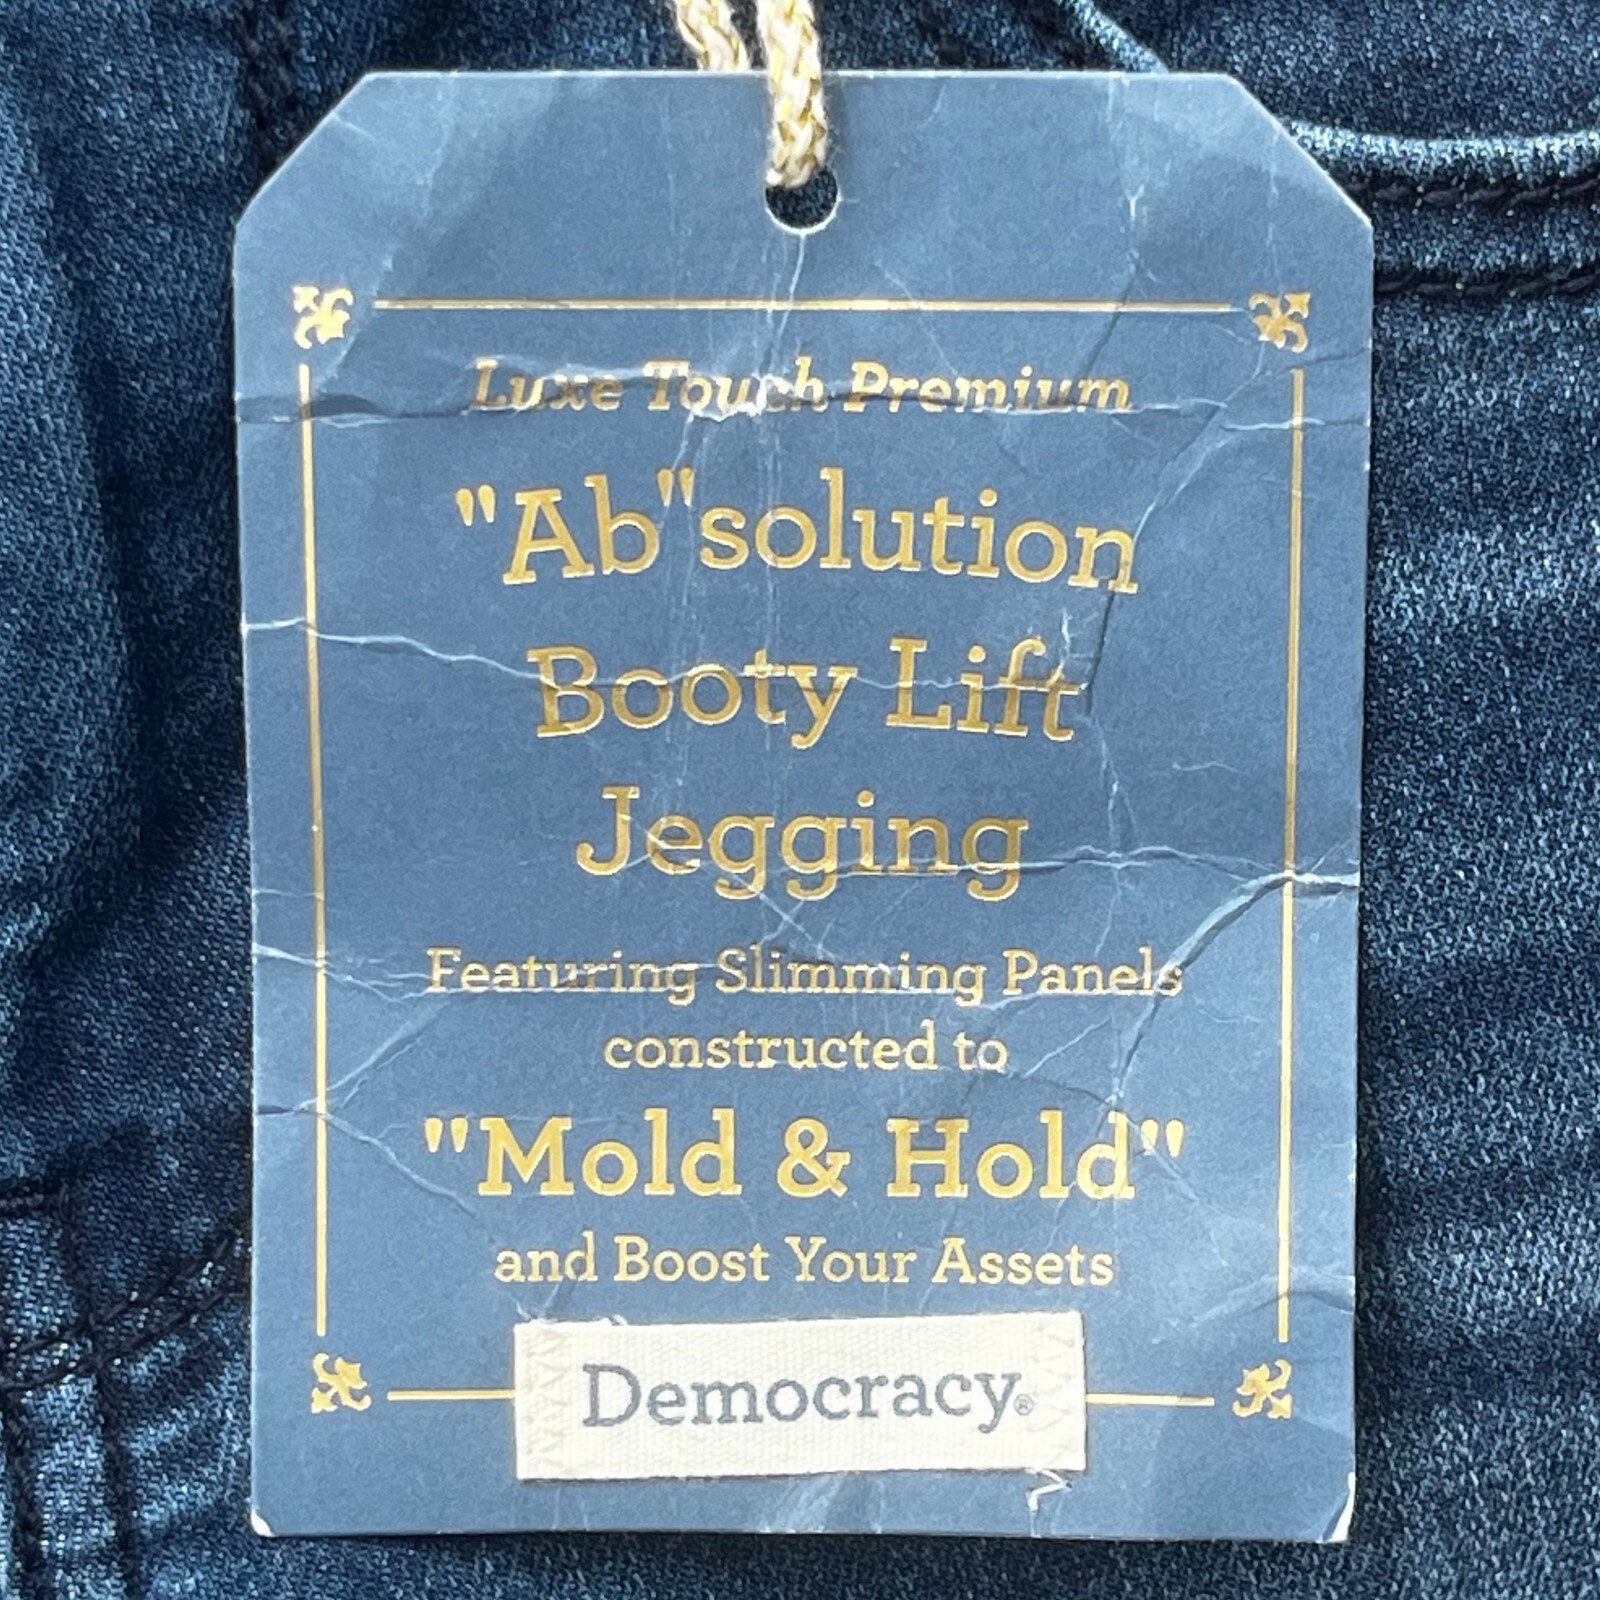 Luxe Touch Premium
"Ab"solution
Booty Lift
Jegging
Featuring Slimming Panels
constructed to
"Mold & Hold"
and Boost Your Assets
Democracy®